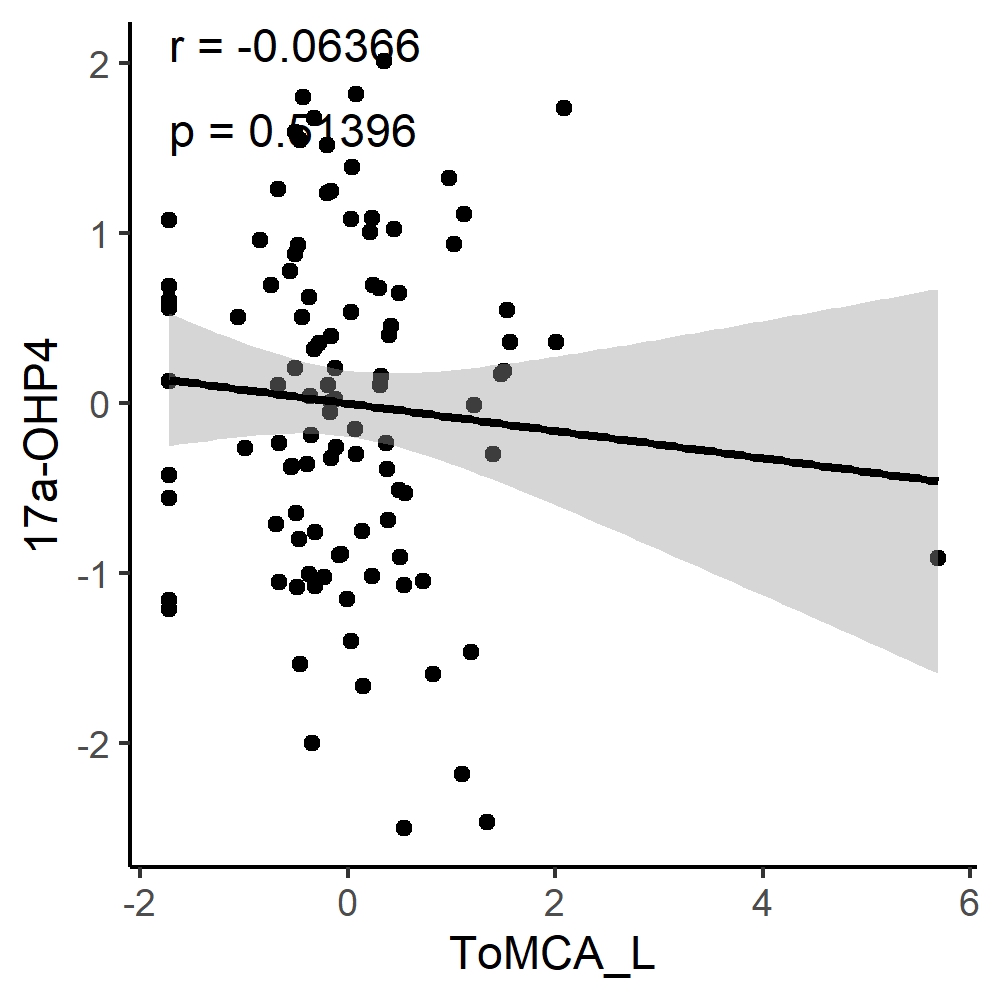 r = -0.06366
p = 0.51396
2
1
0
-1
-2
17a-OHP4
-2 0 2 4 6
ToMCA_L